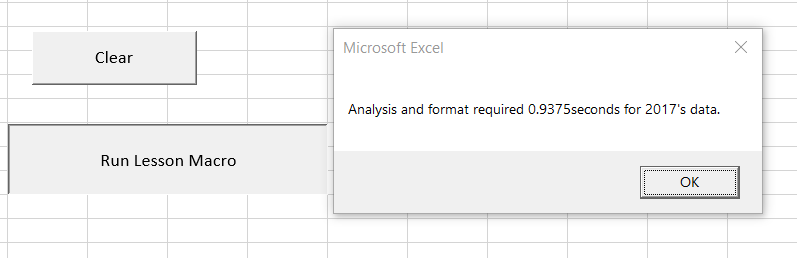 Clear
Run Lesson Macro
Microsoft Excel
Analysis and format required 0.9375seconds for 2017's data.
OK